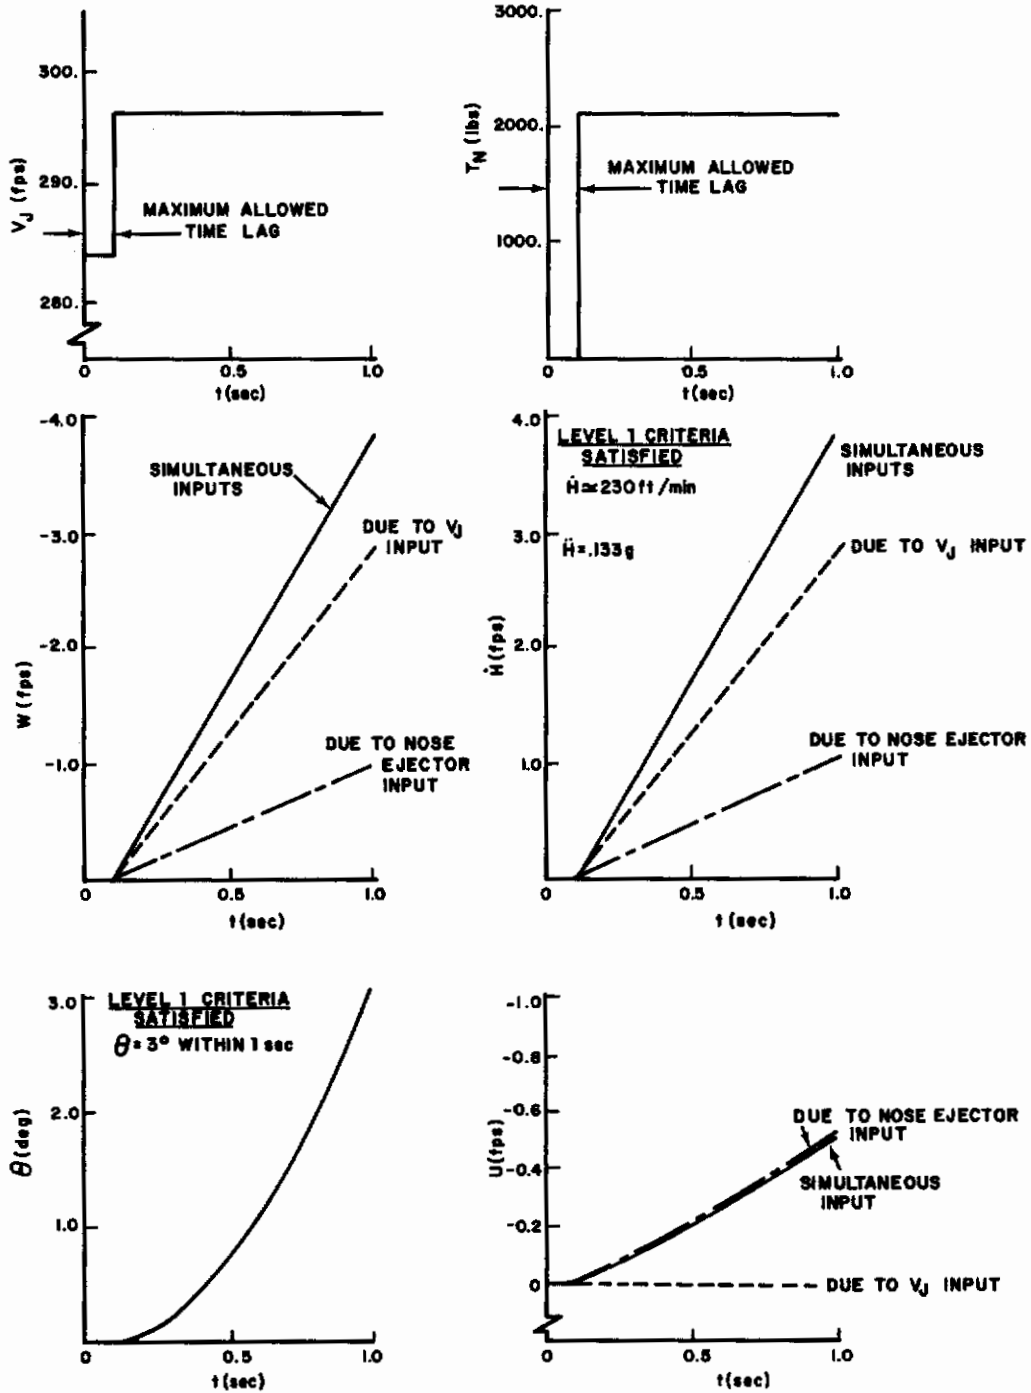 300.
290.
280.
V_J (fps)
MAXIMUM ALLOWED
TIME LAG
0
0.5
1.0
t(sec)
3000.
2000.
1000.
T_N (lbs)
MAXIMUM ALLOWED
TIME LAG
0
0.5
1.0
t(sec)
-4.0
-3.0
-2.0
-1.0
W (fps)
SIMULTANEOUS
INPUTS
DUE TO V_J
INPUT
DUE TO NOSE
EJECTOR
INPUT
0
0.5
1.0
t(sec)
4.0
3.0
2.0
1.0
Ḣ (fps)
LEVEL 1 CRITERIA
SATISFIED
Ḣ≃230ft/min
Ḧ=.133g
SIMULTANEOUS
INPUTS
DUE TO V_J INPUT
DUE TO NOSE EJECTOR
INPUT
0
0.5
1.0
t(sec)
3.0
2.0
1.0
θ(deg)
LEVEL 1 CRITERIA
SATISFIED
θ=3° WITHIN 1 sec
0
0.5
1.0
t(sec)
-1.0
-0.8
-0.6
-0.4
-0.2
0
U(fps)
DUE TO NOSE EJECTOR
INPUT
SIMULTANEOUS
INPUT
DUE TO V_J INPUT
0
0.5
1.0
t(sec)